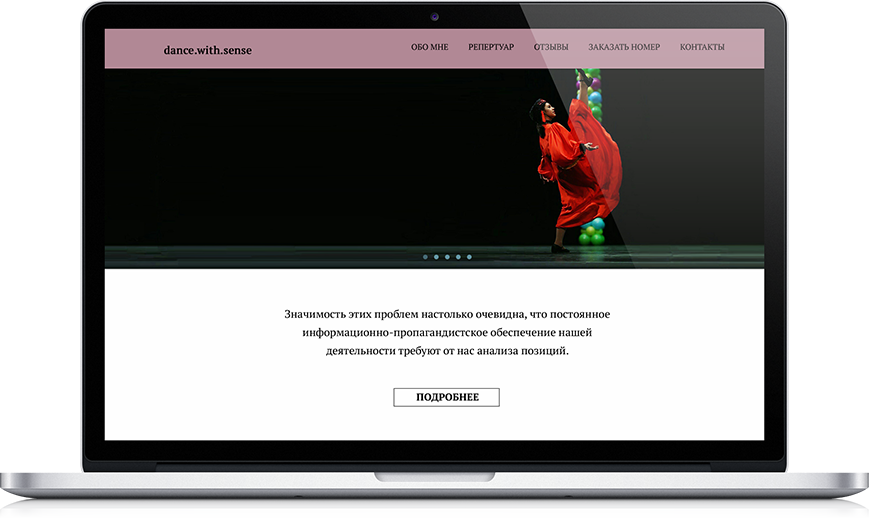 dance.with.sense
ОБО МНЕ РЕПЕРТУАР ОТЗЫВЫ ЗАКАЗАТЬ НОМЕР КОНТАКТЫ
Значимость этих проблем настолько очевидна, что постоянное
информационно-пропагандистское обеспечение нашей
деятельности требуют от нас анализа позиций.
ПОДРОБНЕЕ